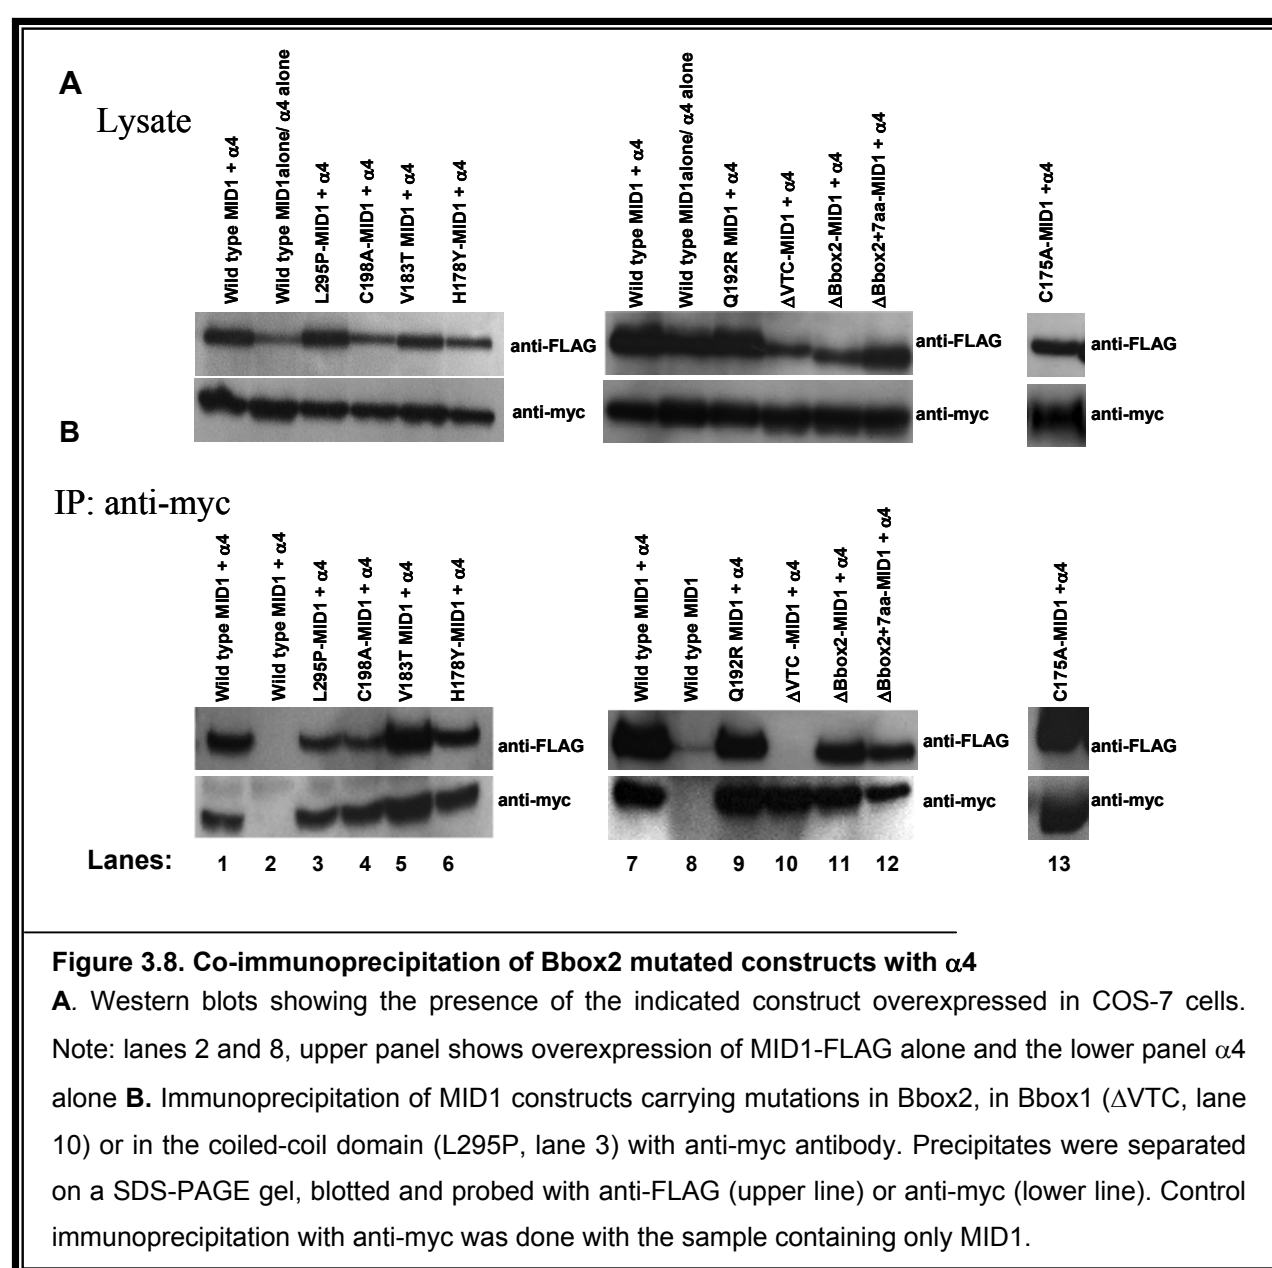 A
Lysate
Wild type MID1 + α4
Wild type MID1alone/ α4 alone
L295P-MID1 + α4
C198A-MID1 + α4
V183T MID1 + α4
H178Y-MID1 + α4
Wild type MID1 + α4
Wild type MID1alone/ α4 alone
Q192R MID1 + α4
ΔVTC-MID1 + α4
ΔBbox2-MID1 + α4
ΔBbox2+7aa-MID1 + α4
C175A-MID1 +α4
anti-FLAG
anti-FLAG
anti-FLAG
anti-myc
anti-myc
anti-myc
B
IP: anti-myc
Wild type MID1 + α4
Wild type MID1 + α4
L295P-MID1 + α4
C198A-MID1 + α4
V183T MID1 + α4
H178Y-MID1 + α4
Wild type MID1 + α4
Wild type MID1
Q192R MID1 + α4
ΔVTC -MID1 + α4
ΔBbox2-MID1 + α4
ΔBbox2+7aa-MID1 + α4
C175A-MID1 +α4
anti-FLAG
anti-FLAG
anti-FLAG
anti-myc
anti-myc
anti-myc
Lanes: 1 2 3 4 5 6 7 8 9 10 11 12 13
Figure 3.8. Co-immunoprecipitation of Bbox2 mutated constructs with α4
A. Western blots showing the presence of the indicated construct overexpressed in COS-7 cells.
Note: lanes 2 and 8, upper panel shows overexpression of MID1-FLAG alone and the lower panel α4
alone B. Immunoprecipitation of MID1 constructs carrying mutations in Bbox2, in Bbox1 (ΔVTC, lane
10) or in the coiled-coil domain (L295P, lane 3) with anti-myc antibody. Precipitates were separated
on a SDS-PAGE gel, blotted and probed with anti-FLAG (upper line) or anti-myc (lower line). Control
immunoprecipitation with anti-myc was done with the sample containing only MID1.